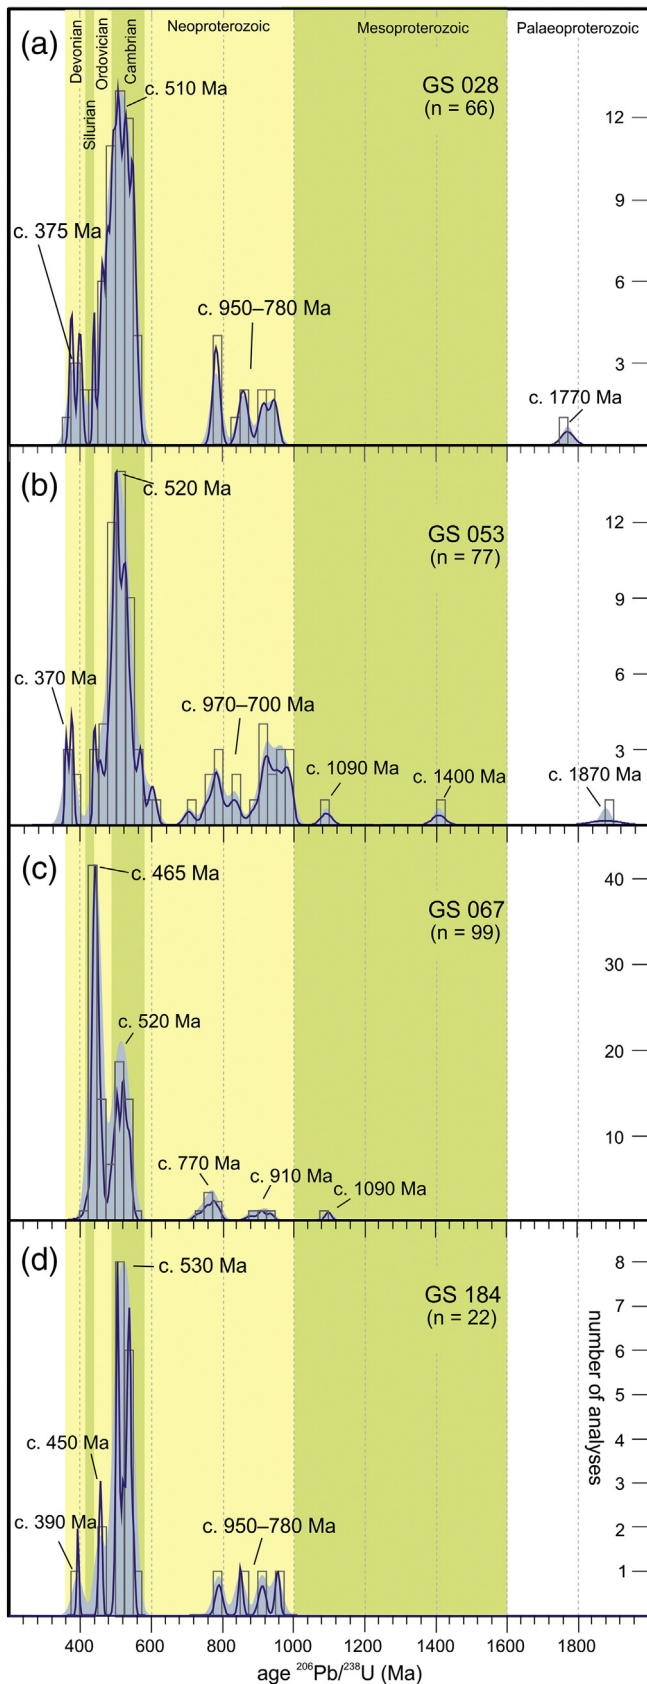 (a)
Devonian
Silurian
Ordovician
Cambrian
Neoproterozoic
Mesoproterozoic
Palaeoproterozoic
c. 510 Ma
GS 028
(n = 66)
12
9
6
3
c. 375 Ma
c. 950–780 Ma
c. 1770 Ma
(b)
c. 520 Ma
GS 053
(n = 77)
12
9
6
3
c. 370 Ma
c. 970–700 Ma
c. 1090 Ma
c. 1400 Ma
c. 1870 Ma
(c)
c. 465 Ma
GS 067
(n = 99)
40
30
20
10
c. 520 Ma
c. 770 Ma
c. 910 Ma
c. 1090 Ma
(d)
c. 530 Ma
GS 184
(n = 22)
8
7
6
5
4
3
2
1
number of analyses
c. 450 Ma
c. 390 Ma
c. 950–780 Ma
400 600 800 1000 1200 1400 1600 1800
age ²⁰⁶Pb/²³⁸U (Ma)